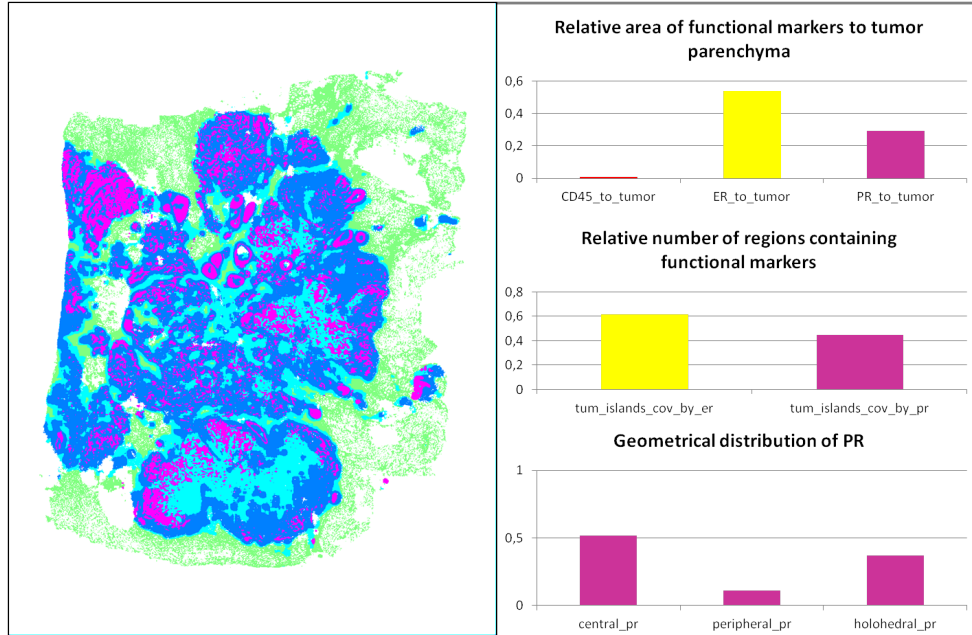 Relative area of functional markers to tumor
parenchyma
0,6
0,4
0,2
0
CD45_to_tumor ER_to_tumor PR_to_tumor
Relative number of regions containing
functional markers
0,8
0,6
0,4
0,2
0
tum_islands_cov_by_er tum_islands_cov_by_pr
Geometrical distribution of PR
1
0,5
0
central_pr peripheral_pr holohedral_pr